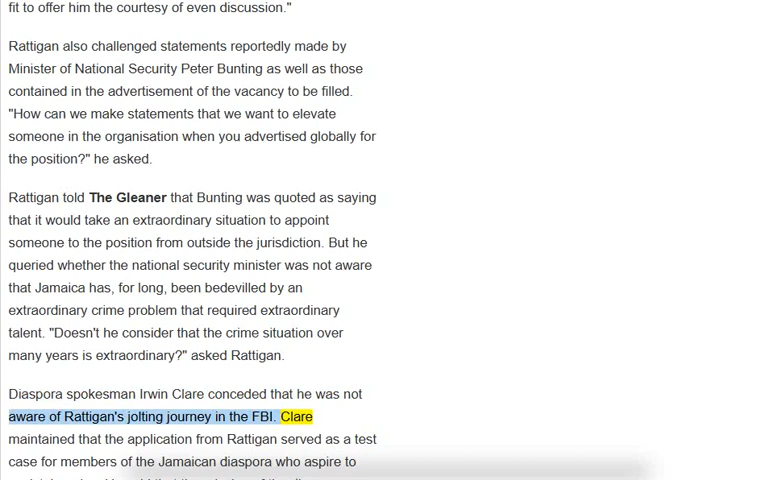 fit to offer him the courtesy of even discussion."
Rattigan also challenged statements reportedly made by
Minister of National Security Peter Bunting as well as those
contained in the advertisement of the vacancy to be filled.
"How can we make statements that we want to elevate
someone in the organisation when you advertised globally for
the position?" he asked.
Rattigan told The Gleaner that Bunting was quoted as saying
that it would take an extraordinary situation to appoint
someone to the position from outside the jurisdiction. But he
queried whether the national security minister was not aware
that Jamaica has, for long, been bedevilled by an
extraordinary crime problem that required extraordinary
talent. "Doesn't he consider that the crime situation over
many years is extraordinary?" asked Rattigan.
Diaspora spokesman Irwin Clare conceded that he was not
aware of Rattigan's jolting journey in the FBI. Clare
maintained that the application from Rattigan served as a test
case for members of the Jamaican diaspora who aspire to